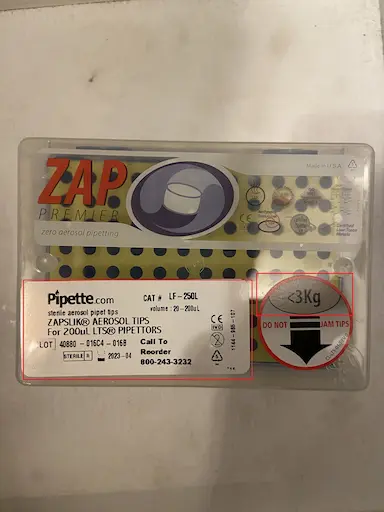 Made in U.S.A.
ZAP
PREMIER
zero aerosol pipetting
Pipette.com
CAT # LF-250L
sterile aerosol pipet tips
volume: 20-200uL
ZAPSLIK® AEROSOL TIPS
For 200uL LTS® PIPETTORS
LOT 40880 - 016C4 - 016B
Call To
Reorder
STERILE R
2023-04
800-243-3232
CE
<3Kg
DO NOT JAM TIPS